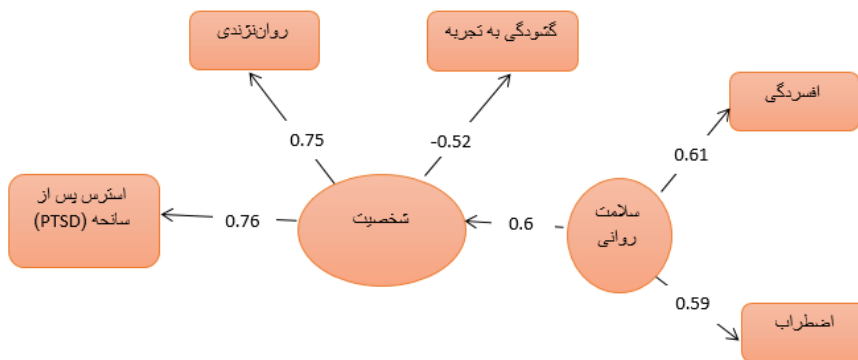 روان‌نژندی
گشودگی به تجربه
افسردگی
0.75
-0.52
0.61
استرس پس از
سانحه (PTSD)
0.76
شخصیت
0.6
سلامت
روانی
0.59
اضطراب